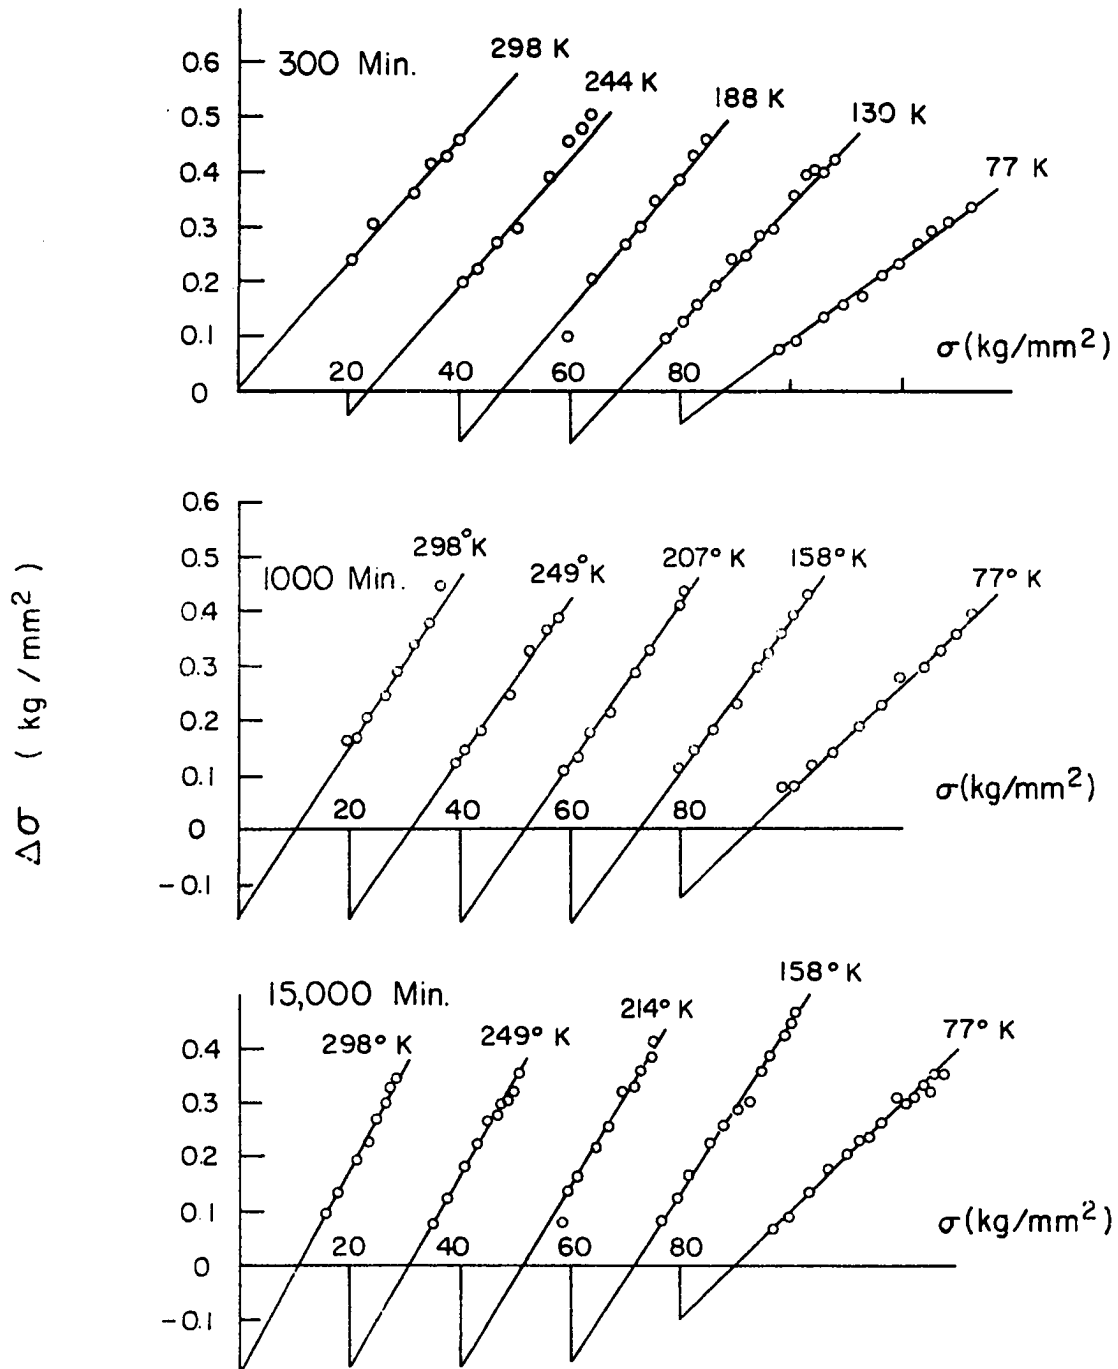 Δσ (kg/mm²)
300 Min.
298 K
244 K
188 K
130 K
77 K
0.6
0.5
0.4
0.3
0.2
0.1
0
20
40
60
80
σ(kg/mm²)
1000 Min.
298°K
249°K
207°K
158°K
77°K
0.6
0.5
0.4
0.3
0.2
0.1
0
-0.1
20
40
60
80
σ(kg/mm²)
15,000 Min.
298°K
249°K
214°K
158°K
77°K
0.4
0.3
0.2
0.1
0
-0.1
20
40
60
80
σ(kg/mm²)